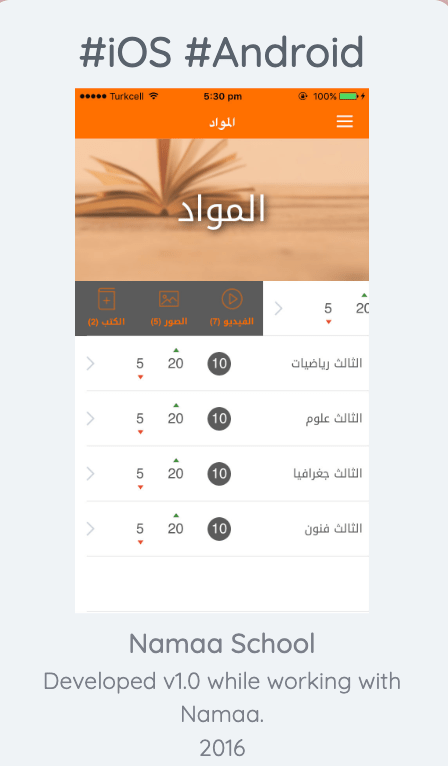 #iOS #Android
Turkcell 5:30 pm 100%
المواد
المواد
الكتب (2) الصور (5) الفيديو (7) 5 20
الثالث رياضيات 10 20 5
الثالث علوم 10 20 5
الثالث جغرافيا 10 20 5
الثالث فنون 10 20 5
Namaa School
Developed v1.0 while working with
Namaa.
2016